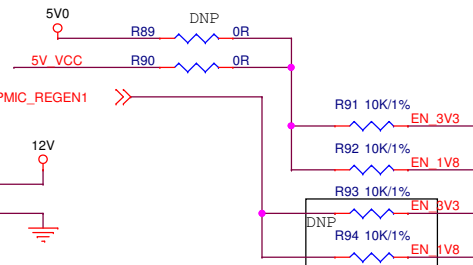 5V0
DNP
R89 0R
5V_VCC R90 0R
PMIC_REGEN1
R91 10K/1% EN_3V3
12V
R92 10K/1% EN_1V8
R93 10K/1% EN_3V3
DNP
R94 10K/1% EN_1V8